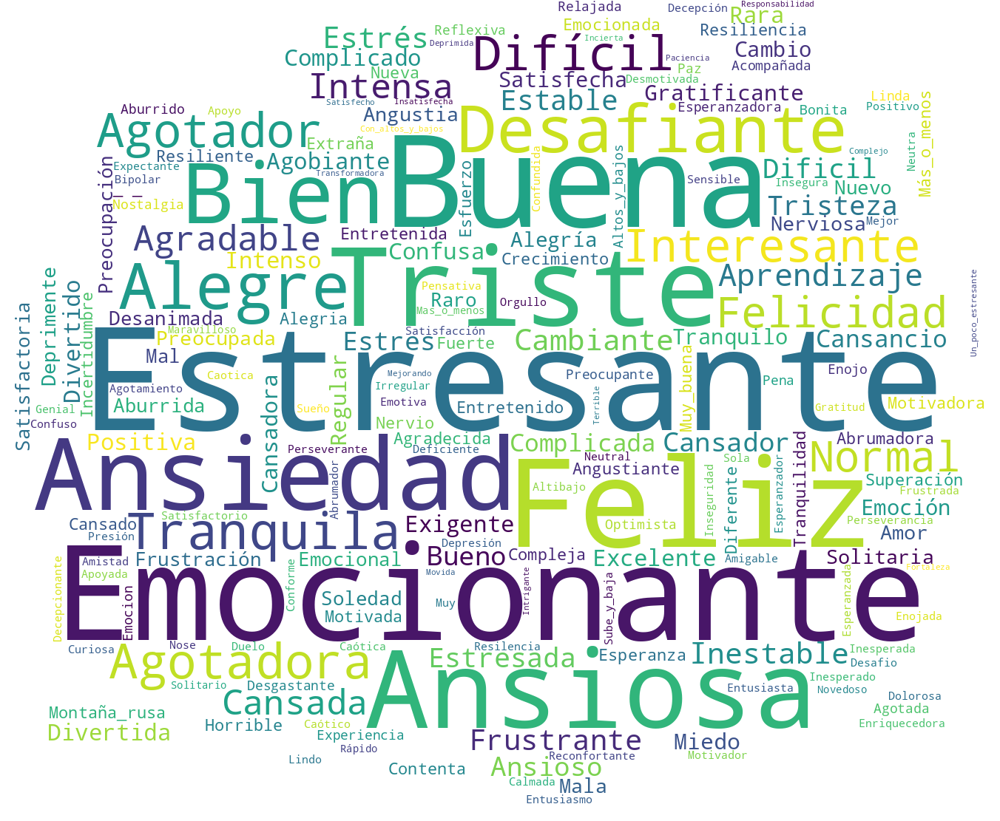 Relajada
Decepción
Responsabilidad
Rara
Emocionada
Resiliencia
Estrés
Reflexiva
Incierta
Deprimida
Difícil
Cambio
Complicado
Paciencia
Acompañada
Nueva
Paz
Intensa
Satisfecha
Desmotivada
Gratificante
Linda
Más_o_menos
Satisfecho
Insatisfecha
Estable
Esperanzadora
Bonita
Positivo
Aburrido
Apoyo
Angustia
Desafiante
Agotador
Con_altos_y_bajos
Extraña
Buena
Neutra
Complejo
Resiliente
Agobiante
Confundida
Altos_y_bajos
Dificil
Expectante
Bien
Transformadora
Esfuerzo
Sensible
Insegura
Nuevo
Bipolar
Preocupación
_ _
Nostalgia
Tristeza
Nerviosa
Mejor
Agradable
Entretenida
Alegría
Interesante
Intenso
Confusa
Crecimiento
Triste
Alegre
Pensativa
Aprendizaje
Raro
Orgullo
Mas_o_menos
Felicidad
Un_poco_estresante
Satisfactoria
Deprimente
Divertido
Incertidumbre
Desanimada
Alegria
Maravilloso
Satisfacción
Preocupada
Estres
Fuerte
Cambiante
Tranquilo
Cansancio
Mal
Estresante
Caotica
Mejorando
Preocupante
Muy_buena
Enojo
Agotamiento
Cansadora
Regular
Irregular
Pena
Genial
Aburrida
Sueño
Emotiva
Entretenido
Terrible
Gratitud
Motivadora
Confuso
Nervio
Positiva
Agradecida
Complicada
Cansador
Abrumadora
Ansiedad
Perseverante
Deficiente
Neutral
Sola
Normal
Abrumador
Feliz
Angustiante
Inseguridad
Diferente
Esperanzador
Tranquilidad
Superación
Altibajo
Frustrada
Satisfactorio
Emoción
Cansado
Tranquila
Exigente
Optimista
Perseverancia
Presión
Depresión
Amor
Amistad
Frustración
Emocional
Bueno
Compleja
Excelente
Amigable
Solitaria
Decepcionante
Apoyada
Emocion
Conforme
Movida
Intrigante
Sube_y_baja
Fortaleza
Emocionante
Soledad
Muy
Motivada
Esperanzada
Enojada
Curiosa
Nose
Duelo
Caótica
Resilencia
Inesperada
Agotadora
Estresada
Esperanza
Inestable
Desafio
Ansiosa
Solitario
Desgastante
Entusiasta
Inesperado
Novedoso
Cansada
Dolorosa
Montaña_rusa
Agotada
Horrible
Caótico
Enriquecedora
Divertida
Experiencia
Frustrante
Miedo
Rápido
Reconfortante
Motivador
Lindo
Contenta
Ansioso
Calmada
Mala
Entusiasmo